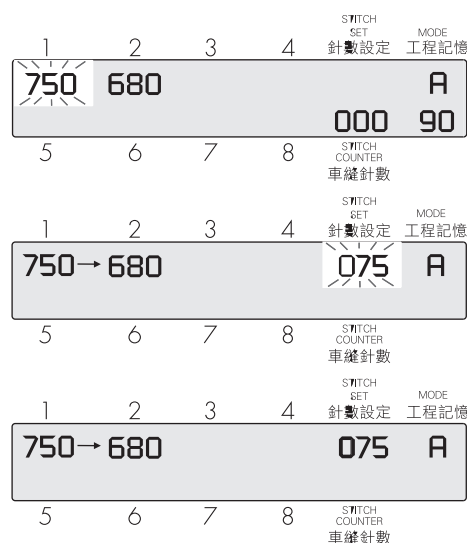 STITCH
SET MODE
1 2 3 4 針數設定 工程記憶
750 680 A
000 90
5 6 7 8 STITCH
COUNTER
車縫針數
STITCH
SET MODE
1 2 3 4 針數設定 工程記憶
750→680 075 A
5 6 7 8 STITCH
COUNTER
車縫針數
STITCH
SET MODE
1 2 3 4 針數設定 工程記憶
750→680 075 A
5 6 7 8 STITCH
COUNTER
車縫針數